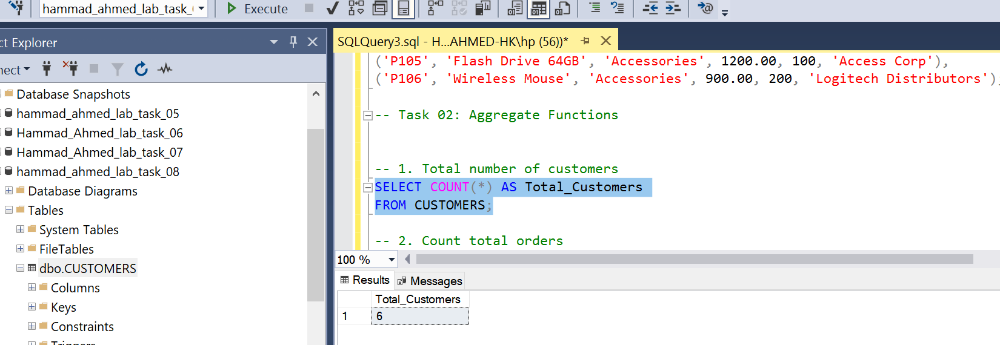 hammad_ahmed_lab_task_
Execute
ct Explorer
nect
Database Snapshots
hammad_ahmed_lab_task_05
Hammad_Ahmed_lab_task_06
Hammad_Ahmed_lab_task_07
hammad_ahmed_lab_task_08
Database Diagrams
Tables
System Tables
FileTables
dbo.CUSTOMERS
Columns
Keys
Constraints
Triggers
SQLQuery3.sql - H...AHMED-HK\hp (56))*
('P105', 'Flash Drive 64GB', 'Accessories', 1200.00, 100, 'Access Corp'),
('P106', 'Wireless Mouse', 'Accessories', 900.00, 200, 'Logitech Distributors')
-- Task 02: Aggregate Functions
-- 1. Total number of customers
SELECT COUNT(*) AS Total_Customers
FROM CUSTOMERS;
-- 2. Count total orders
100 %
Results Messages
Total_Customers
1 6